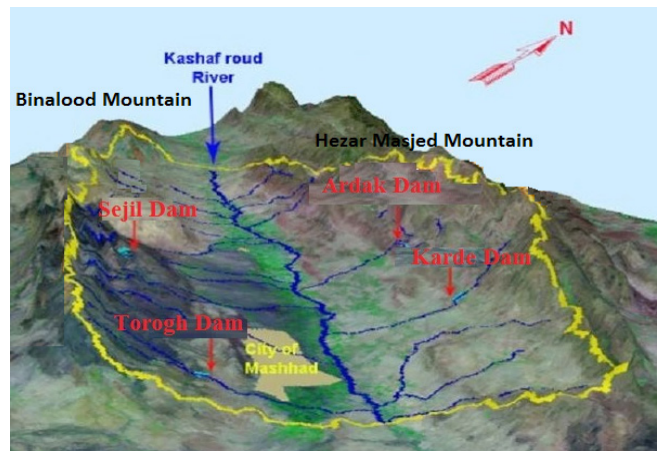 N
Kashaf roud
River
Binalood Mountain
Hezar Masjed Mountain
Ardak Dam
Sejil Dam
Karde Dam
Torogh Dam
City of
Mashhad